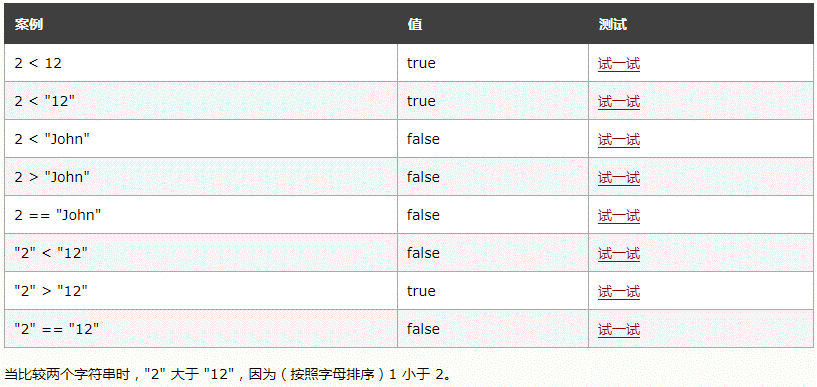 案例 值 测试
2 < 12 true 试一试
2 < "12" true 试一试
2 < "John" false 试一试
2 > "John" false 试一试
2 == "John" false 试一试
"2" < "12" false 试一试
"2" > "12" true 试一试
"2" == "12" false 试一试
当比较两个字符串时，"2" 大于 "12"，因为（按照字母排序）1 小于 2。